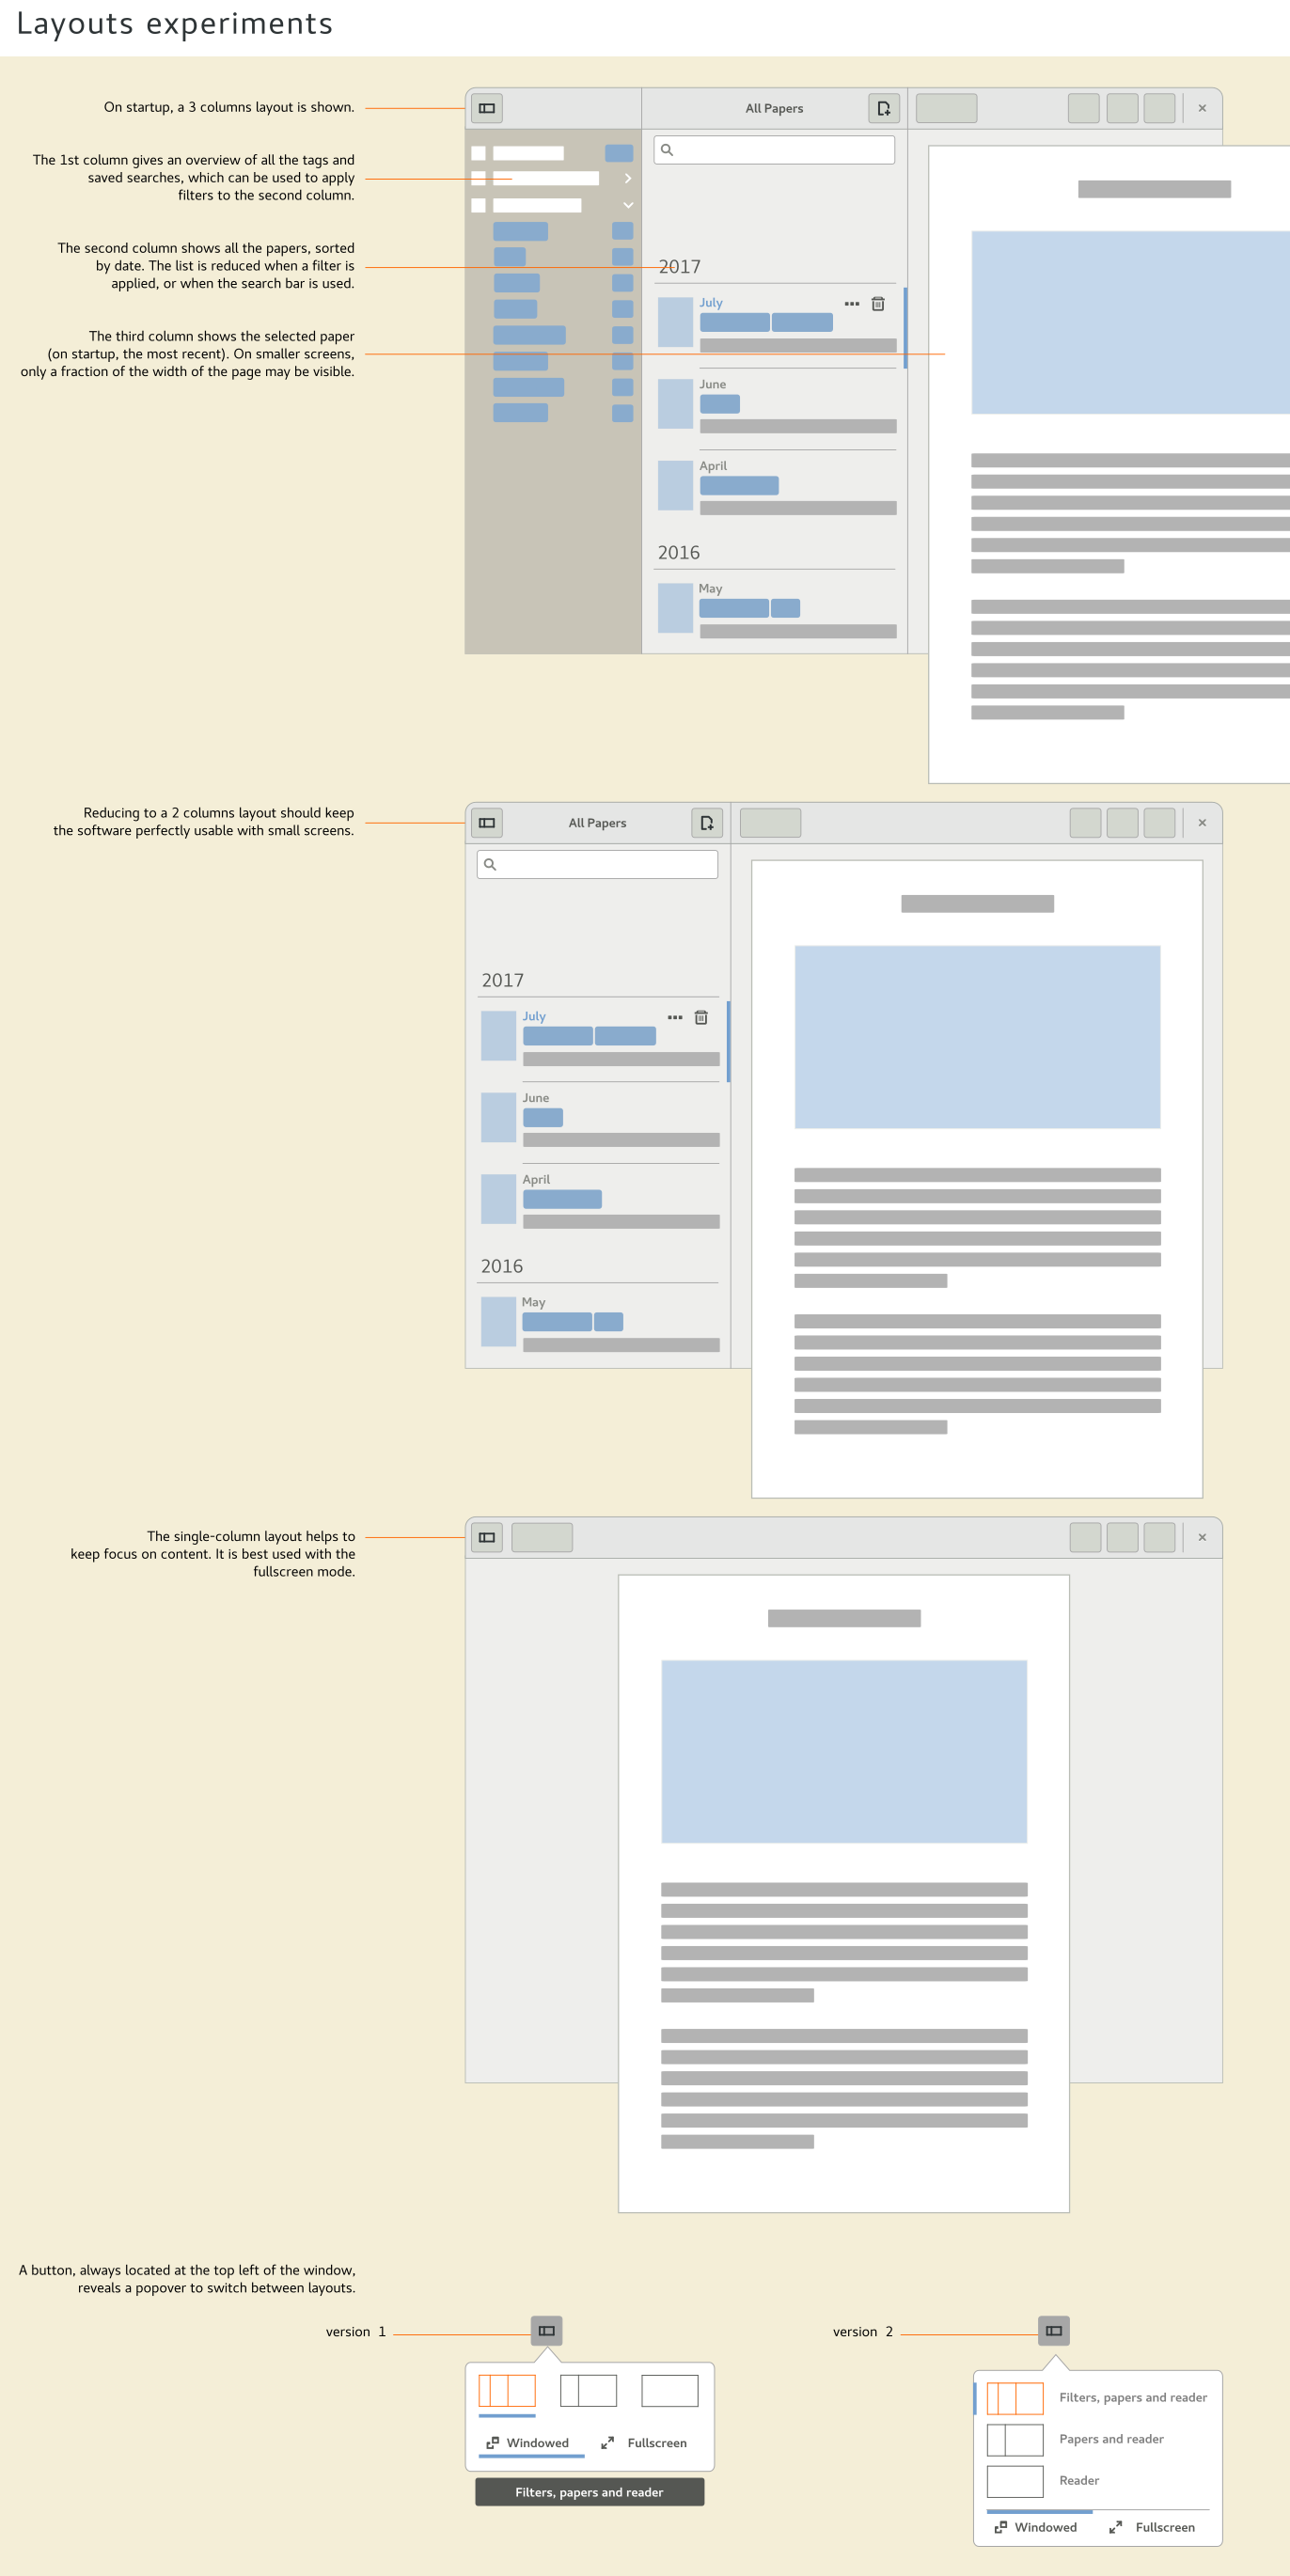 Layouts experiments
On startup, a 3 columns layout is shown.
All Papers
The 1st column gives an overview of all the tags and
saved searches, which can be used to apply
filters to the second column.
The second column shows all the papers, sorted
by date. The list is reduced when a filter is
applied, or when the search bar is used.
The third column shows the selected paper
(on startup, the most recent). On smaller screens,
only a fraction of the width of the page may be visible.
2017
July
June
April
2016
May
Reducing to a 2 columns layout should keep
the software perfectly usable with small screens.
All Papers
2017
July
June
April
2016
May
The single-column layout helps to
keep focus on content. It is best used with the
fullscreen mode.
A button, always located at the top left of the window,
reveals a popover to switch between layouts.
version 1
Windowed
Fullscreen
Filters, papers and reader
version 2
Filters, papers and reader
Papers and reader
Reader
Windowed
Fullscreen